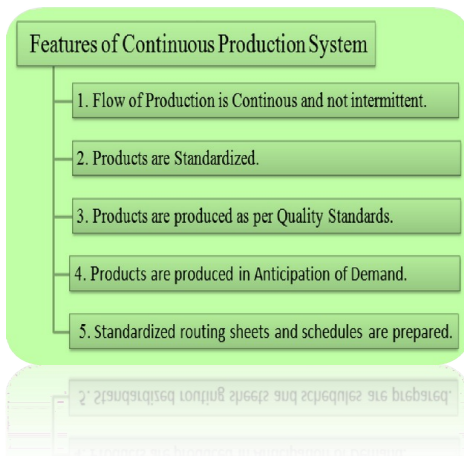 Features of Continuous Production System
1. Flow of Production is Continous and not intermittent.
2. Products are Standardized.
3. Products are produced as per Quality Standards.
4. Products are produced in Anticipation of Demand.
5. Standardized routing sheets and schedules are prepared.